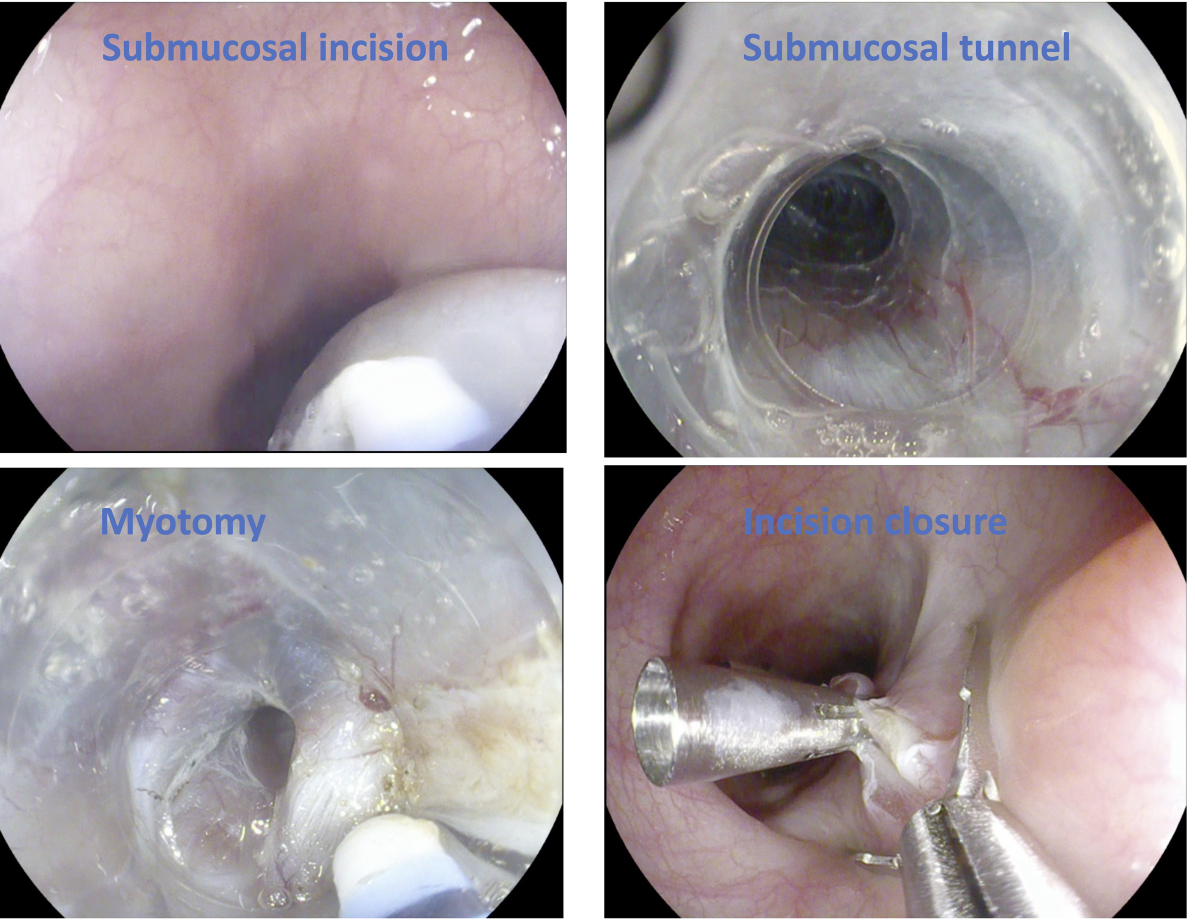 Submucosal incision
Submucosal tunnel
Myotomy
Incision closure